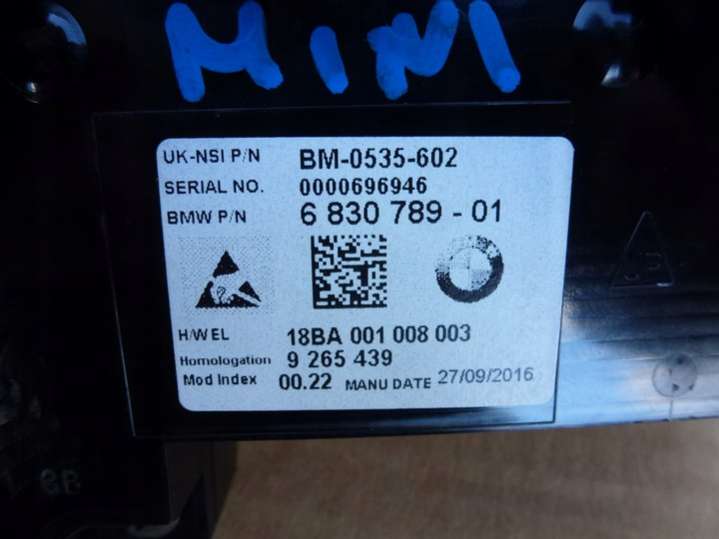 MINI
UK-NSI P/N BM-0535-602
SERIAL NO. 0000696946
BMW P/N 6 830 789 - 01
H/W EL 18BA 001 008 003
Homologation 9 265 439
Mod Index 00.22 MANU DATE 27/09/2016